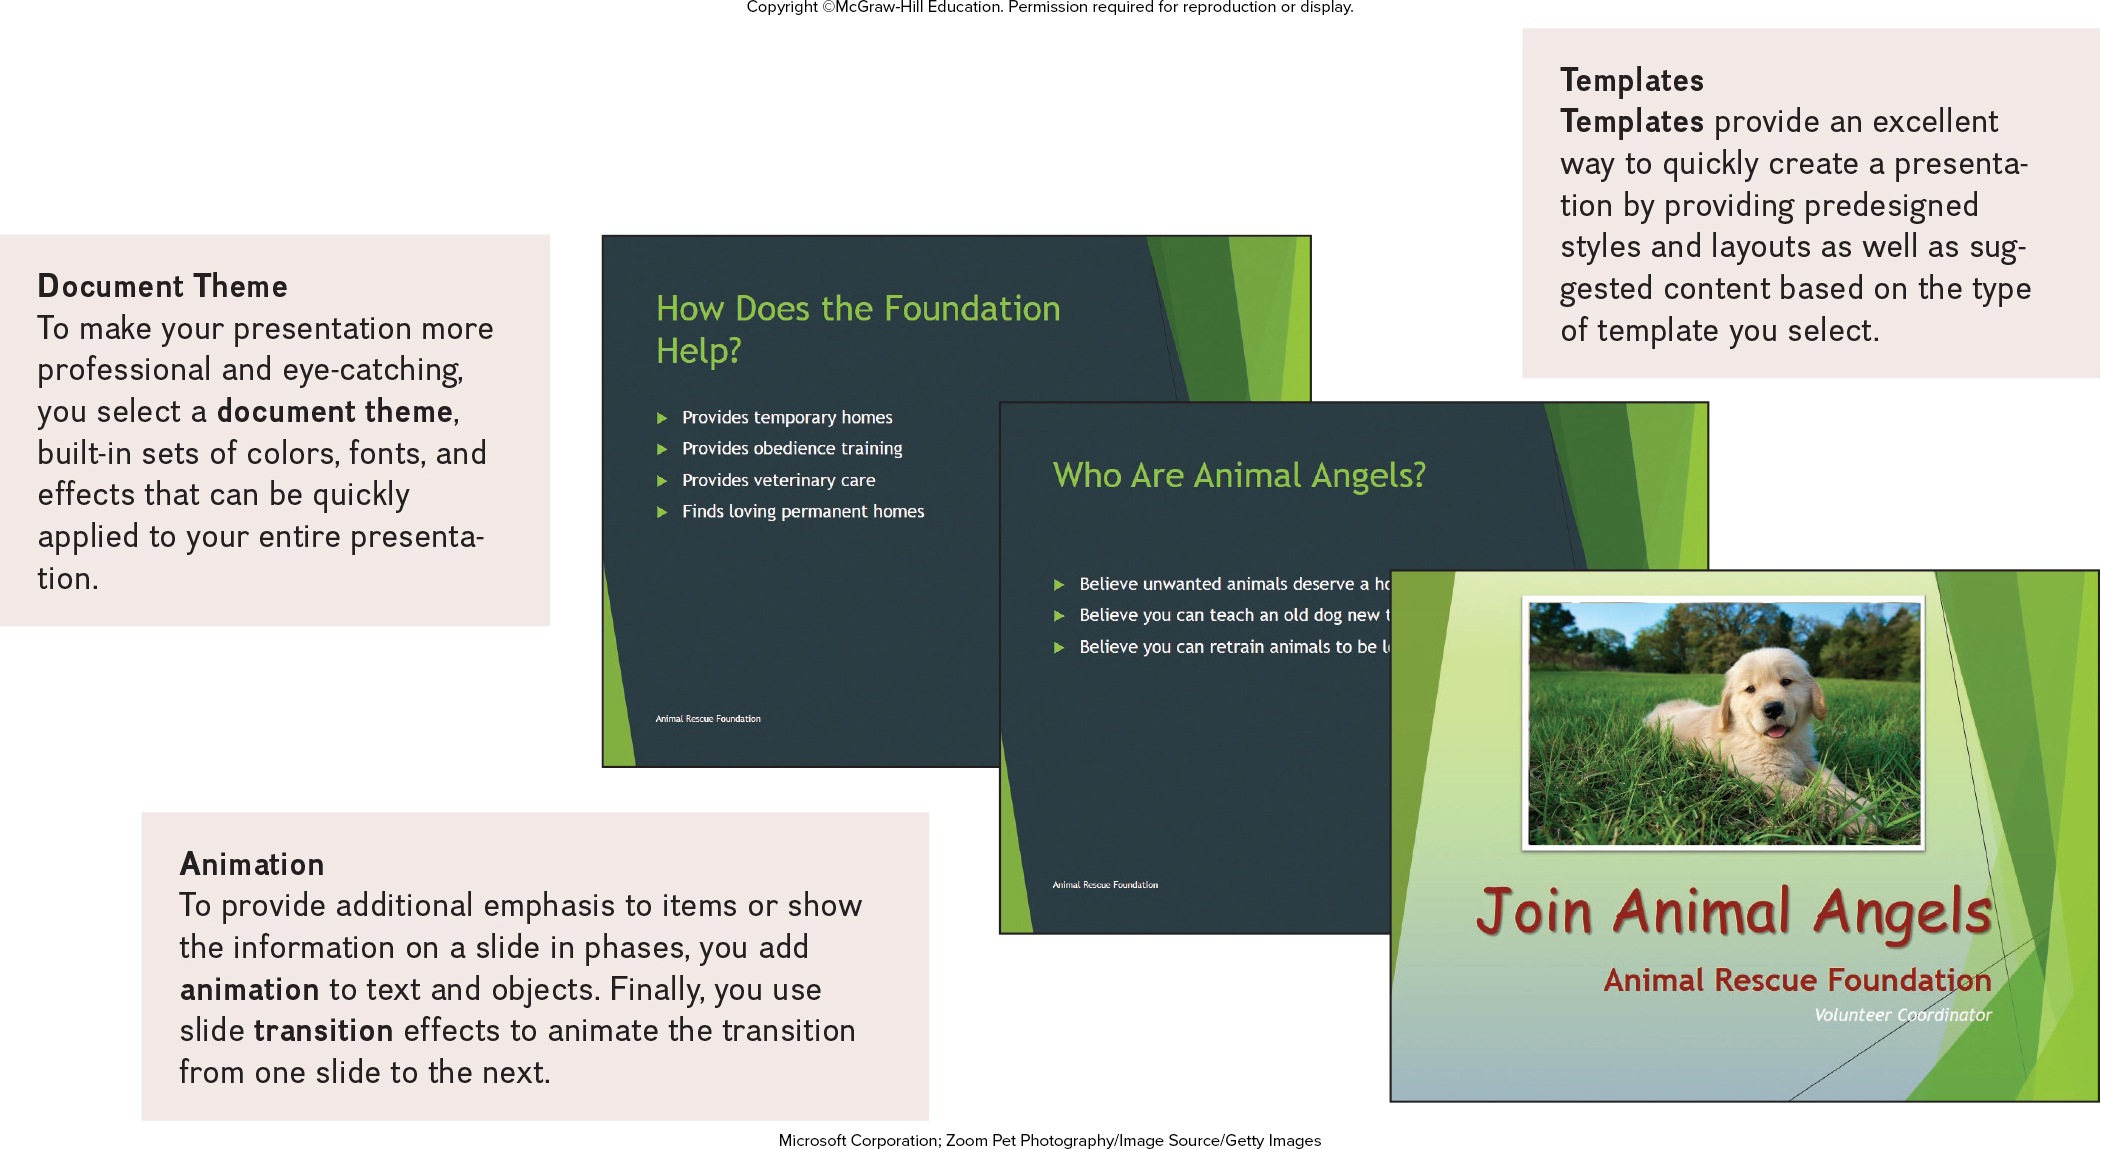 Copyright ©McGraw-Hill Education. Permission required for reproduction or display.
Templates
Templates provide an excellent
way to quickly create a presenta-
tion by providing predesigned
styles and layouts as well as sug-
gested content based on the type
of template you select.
Document Theme
To make your presentation more
professional and eye-catching,
you select a document theme,
built-in sets of colors, fonts, and
effects that can be quickly
applied to your entire presenta-
tion.
How Does the Foundation
Help?
Provides temporary homes
Provides obedience training
Provides veterinary care
Finds loving permanent homes
Animal Rescue Foundation
Who Are Animal Angels?
Believe unwanted animals deserve a
Believe you can teach an old dog new
Believe you can retrain animals to be
Animal Rescue Foundation
Join Animal Angels
Animal Rescue Foundation
Volunteer Coordinator
Animation
To provide additional emphasis to items or show
the information on a slide in phases, you add
animation to text and objects. Finally, you use
slide transition effects to animate the transition
from one slide to the next.
Microsoft Corporation; Zoom Pet Photography/Image Source/Getty Images